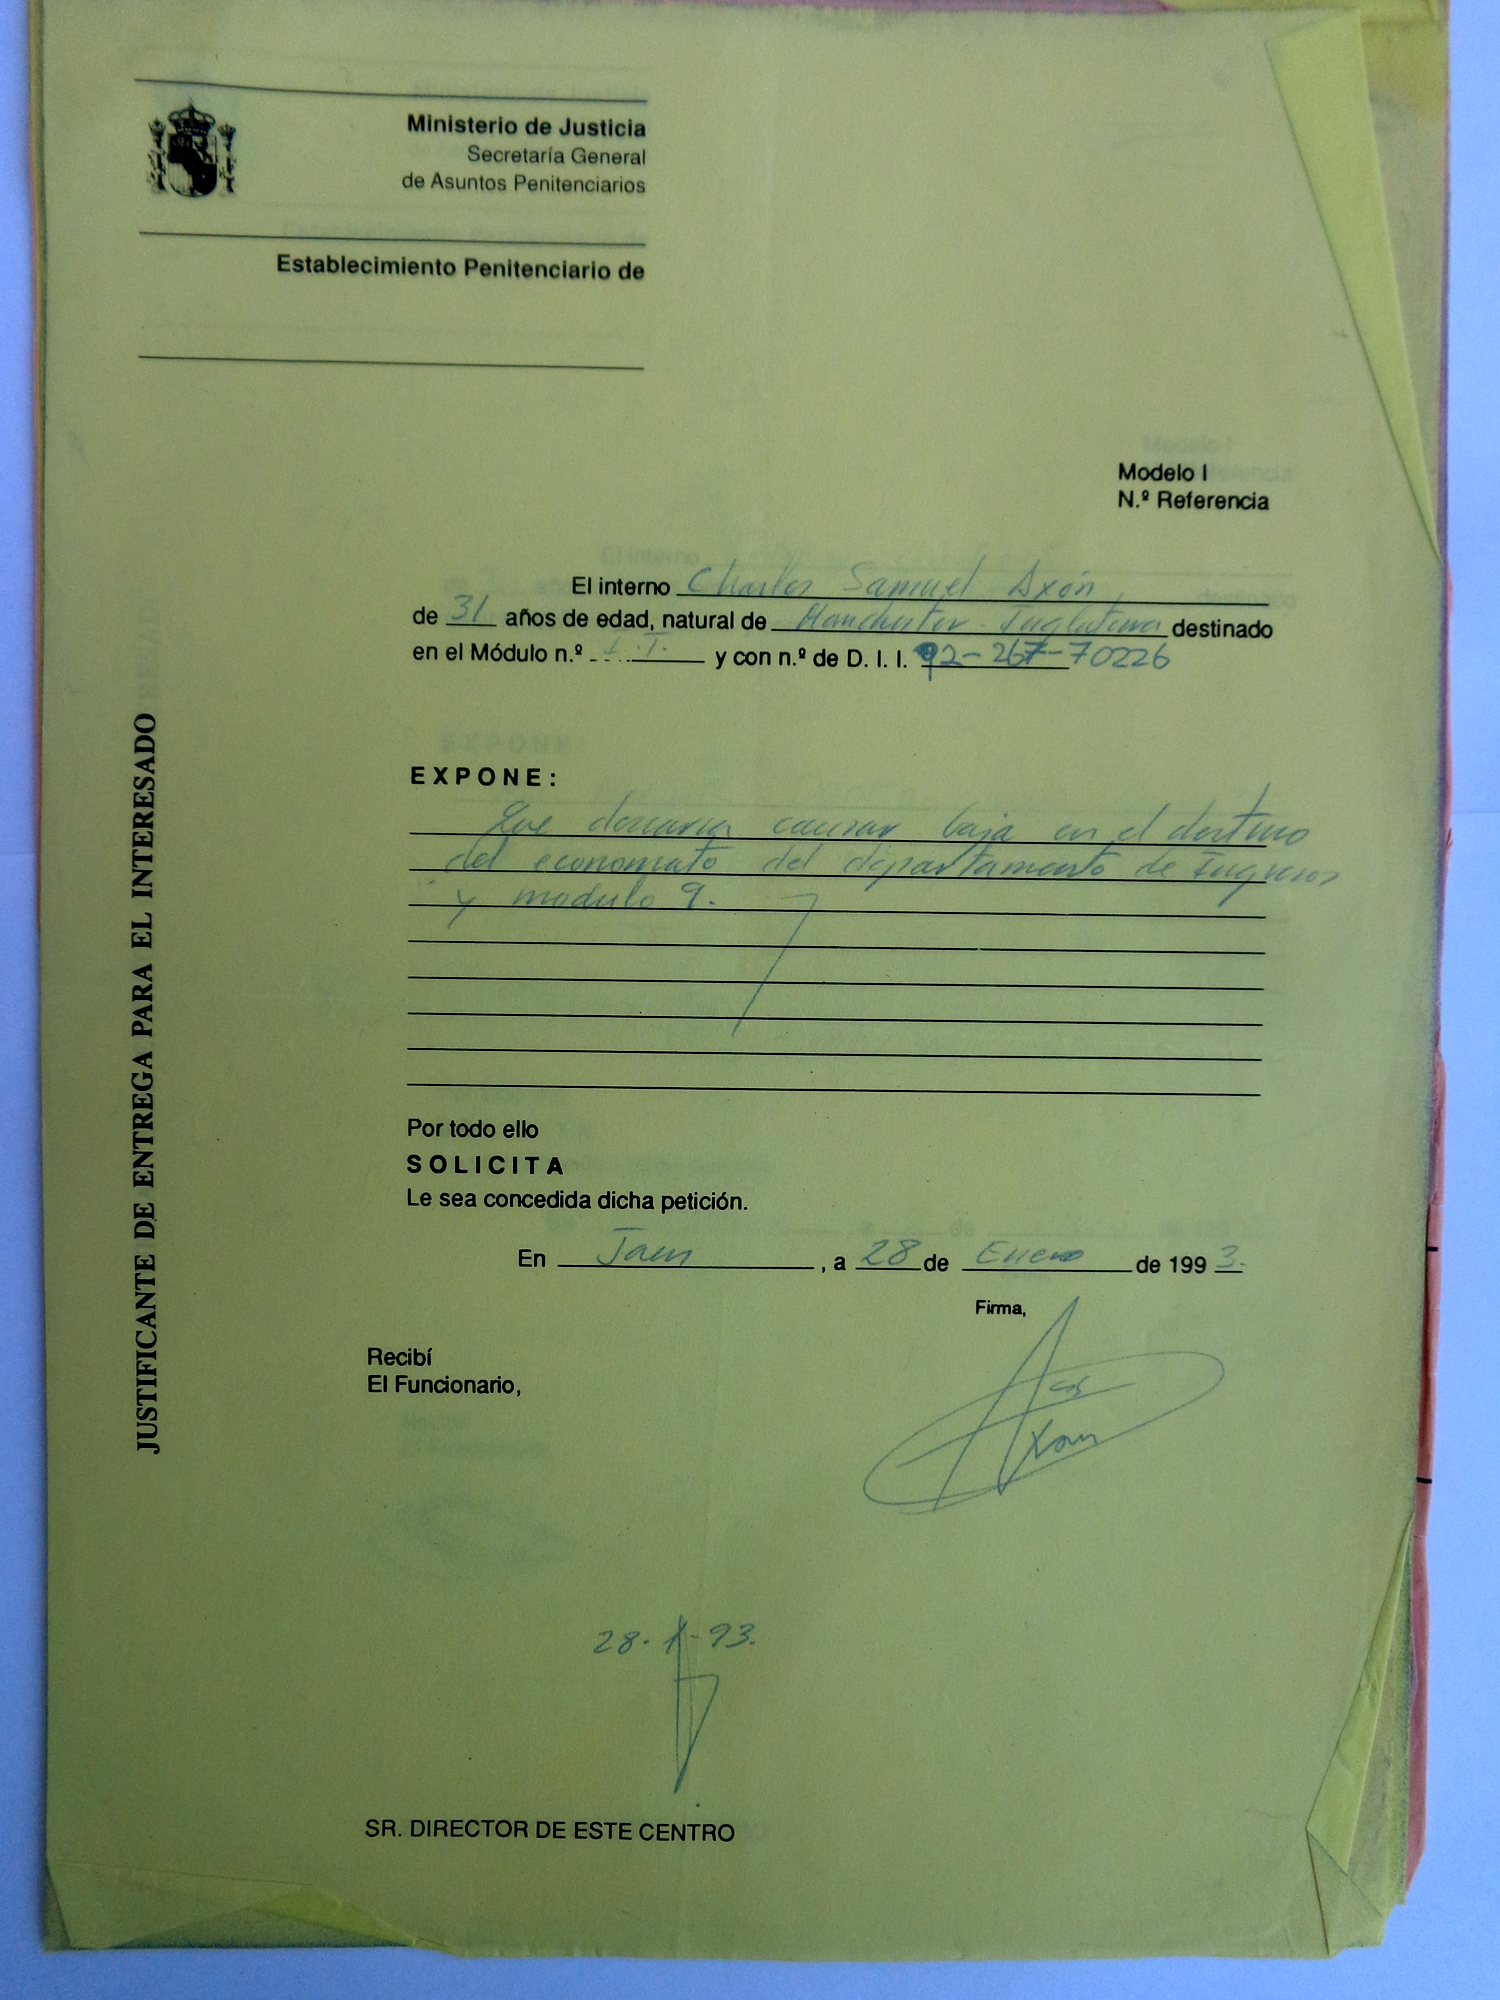 Ministerio de Justicia
Secretaría General
de Asuntos Penitenciarios
Establecimiento Penitenciario de
Modelo I
N.º Referencia
El interno Charles Samuel Axón
de 31 años de edad, natural de Manchester - Inglaterra destinado
en el Módulo n.º I.I. y con n.º de D. I. I. 92-267-70226
EXPONE:
Que desearia causar baja en el destino
del economato del departamento de Ingresos
y modulo 9.
Por todo ello
SOLICITA
Le sea concedida dicha petición.
En Jaen , a 28 de Enero de 1993.
Firma,
Axon
Recibí
El Funcionario,
28-1-93.
SR. DIRECTOR DE ESTE CENTRO
JUSTIFICANTE DE ENTREGA PARA EL INTERESADO